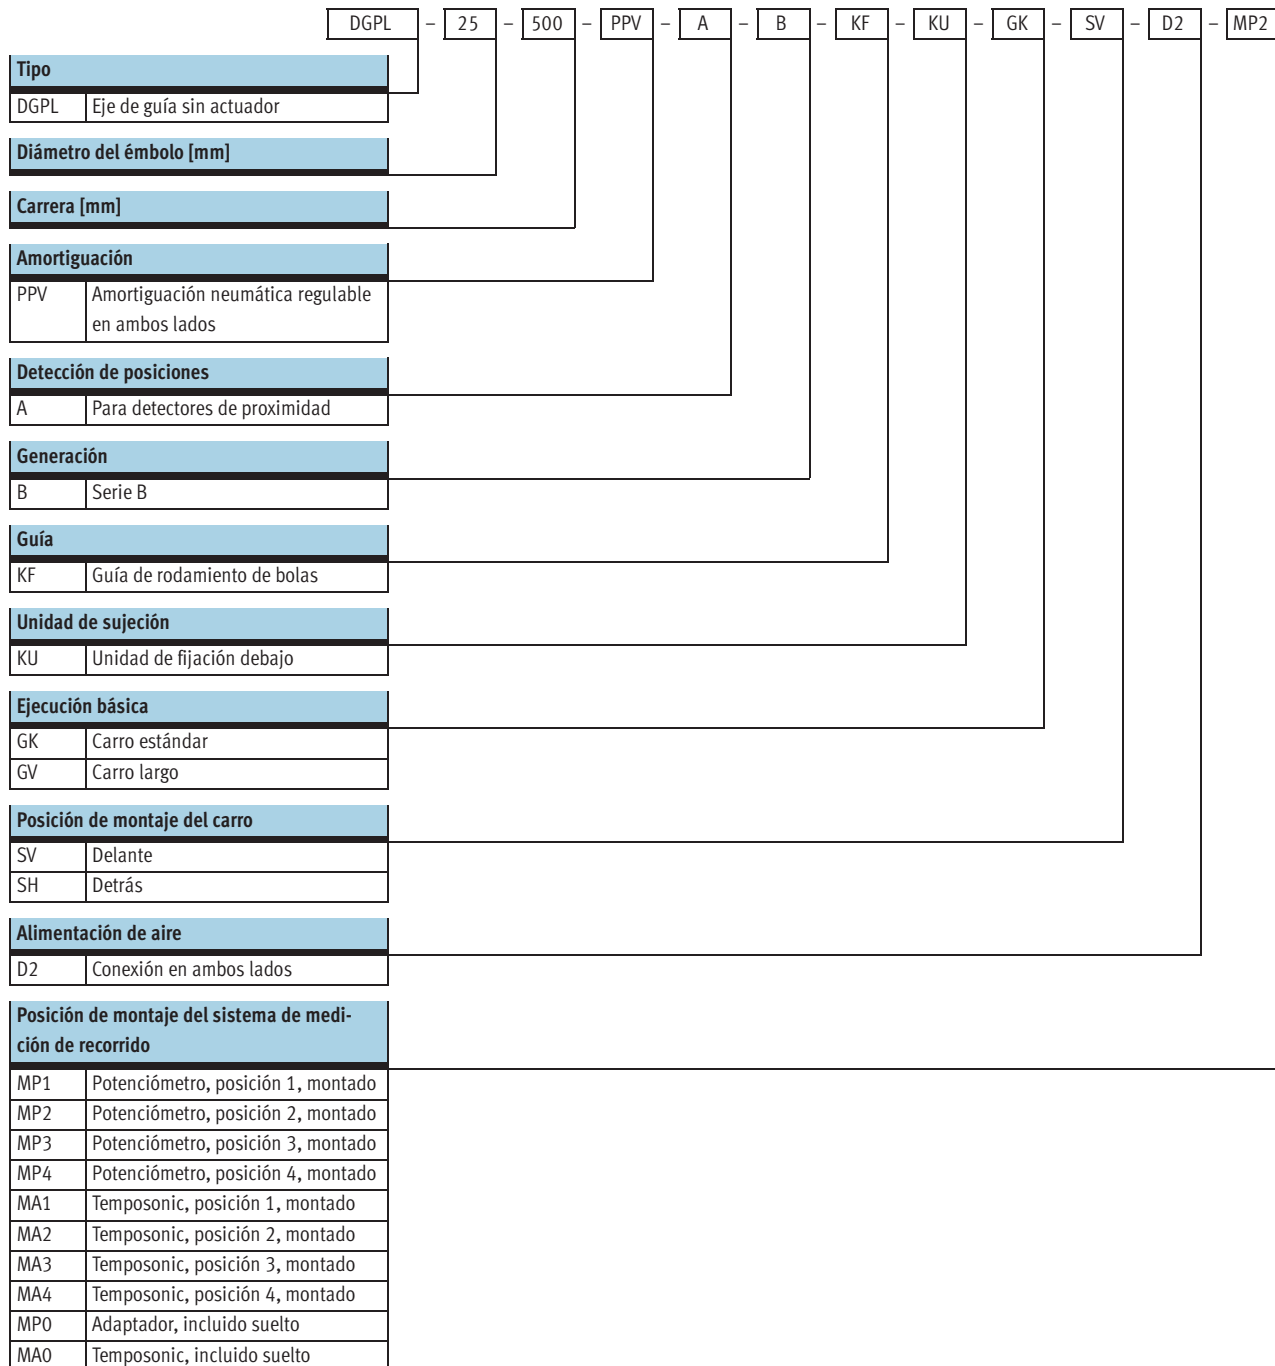 DGPL – 25 – 500 – PPV – A – B – KF – KU – GK – SV – D2 – MP2
Tipo
DGPL Eje de guía sin actuador
Diámetro del émbolo [mm]
Carrera [mm]
Amortiguación
PPV Amortiguación neumática regulable
en ambos lados
Detección de posiciones
A Para detectores de proximidad
Generación
B Serie B
Guía
KF Guía de rodamiento de bolas
Unidad de sujeción
KU Unidad de fijación debajo
Ejecución básica
GK Carro estándar
GV Carro largo
Posición de montaje del carro
SV Delante
SH Detrás
Alimentación de aire
D2 Conexión en ambos lados
Posición de montaje del sistema de medi-
ción de recorrido
MP1 Potenciómetro, posición 1, montado
MP2 Potenciómetro, posición 2, montado
MP3 Potenciómetro, posición 3, montado
MP4 Potenciómetro, posición 4, montado
MA1 Temposonic, posición 1, montado
MA2 Temposonic, posición 2, montado
MA3 Temposonic, posición 3, montado
MA4 Temposonic, posición 4, montado
MP0 Adaptador, incluido suelto
MA0 Temposonic, incluido suelto